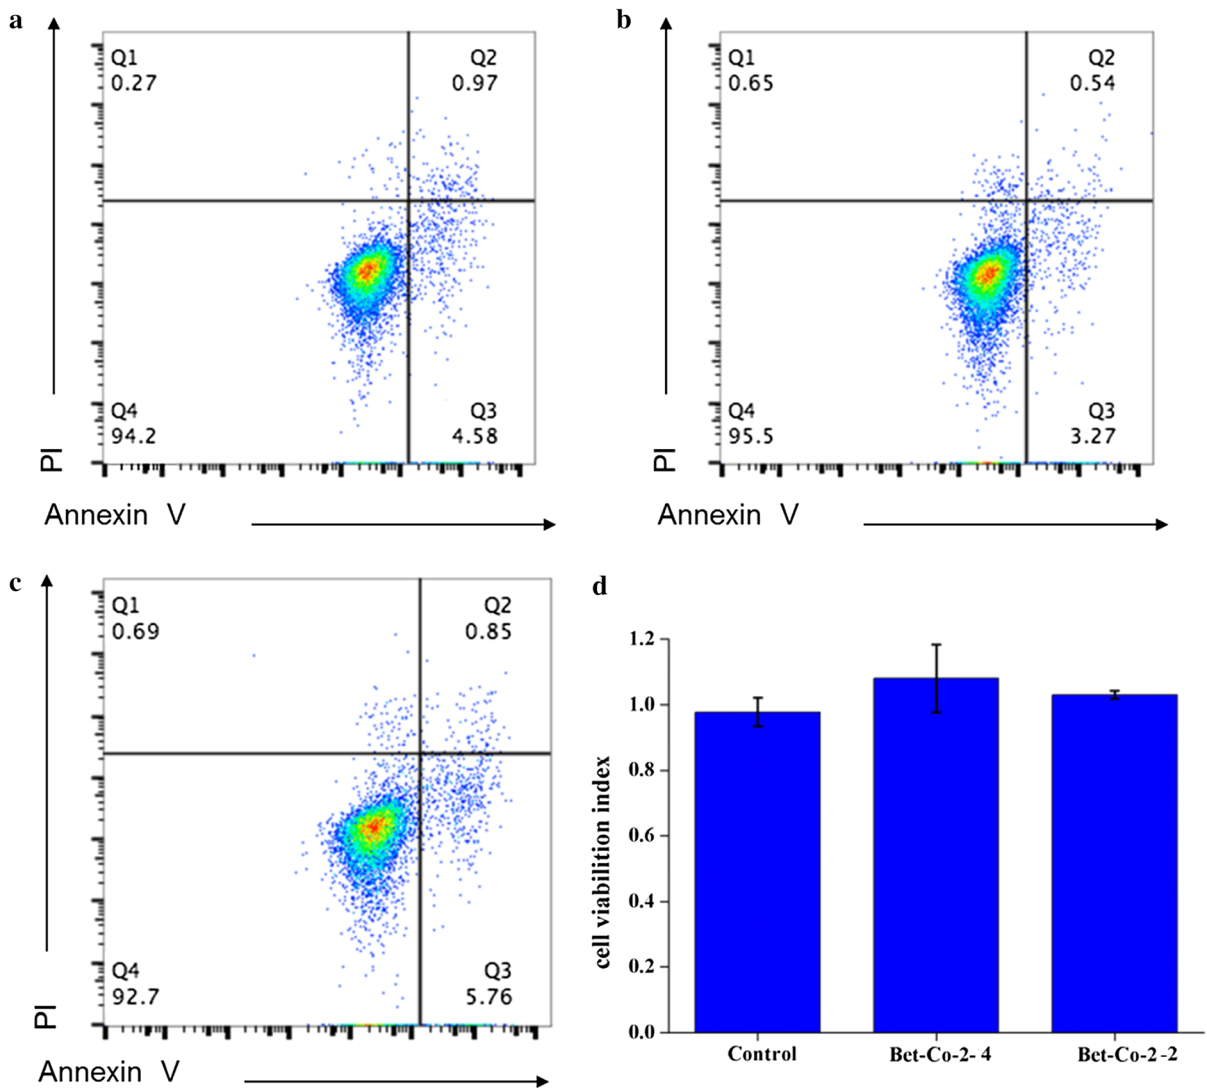 a
Q1
0.27
Q2
0.97
Q4
94.2
Q3
4.58
PI
Annexin V
b
Q1
0.65
Q2
0.54
Q4
95.5
Q3
3.27
PI
Annexin V
c
Q1
0.69
Q2
0.85
Q4
92.7
Q3
5.76
PI
Annexin V
d
cell viabilition index
1.2
1.0
0.8
0.6
0.4
0.2
0.0
Control
Bet-Co-2-4
Bet-Co-2-2